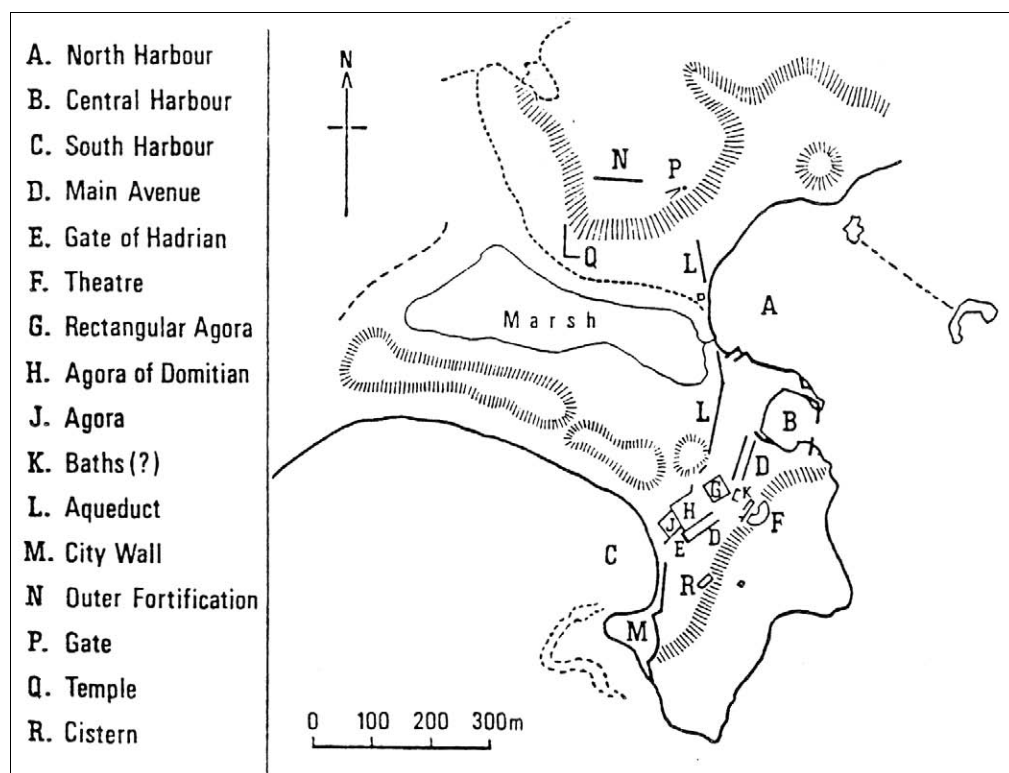 A. North Harbour
B. Central Harbour
C. South Harbour
D. Main Avenue
E. Gate of Hadrian
F. Theatre
G. Rectangular Agora
H. Agora of Domitian
J. Agora
K. Baths (?)
L. Aqueduct
M. City Wall
N Outer Fortification
P. Gate
Q. Temple
R. Cistern
N
N
P
Q
L
A
Marsh
L
B
D
G
K
H
F
J
D
E
C
R
M
0 100 200 300m